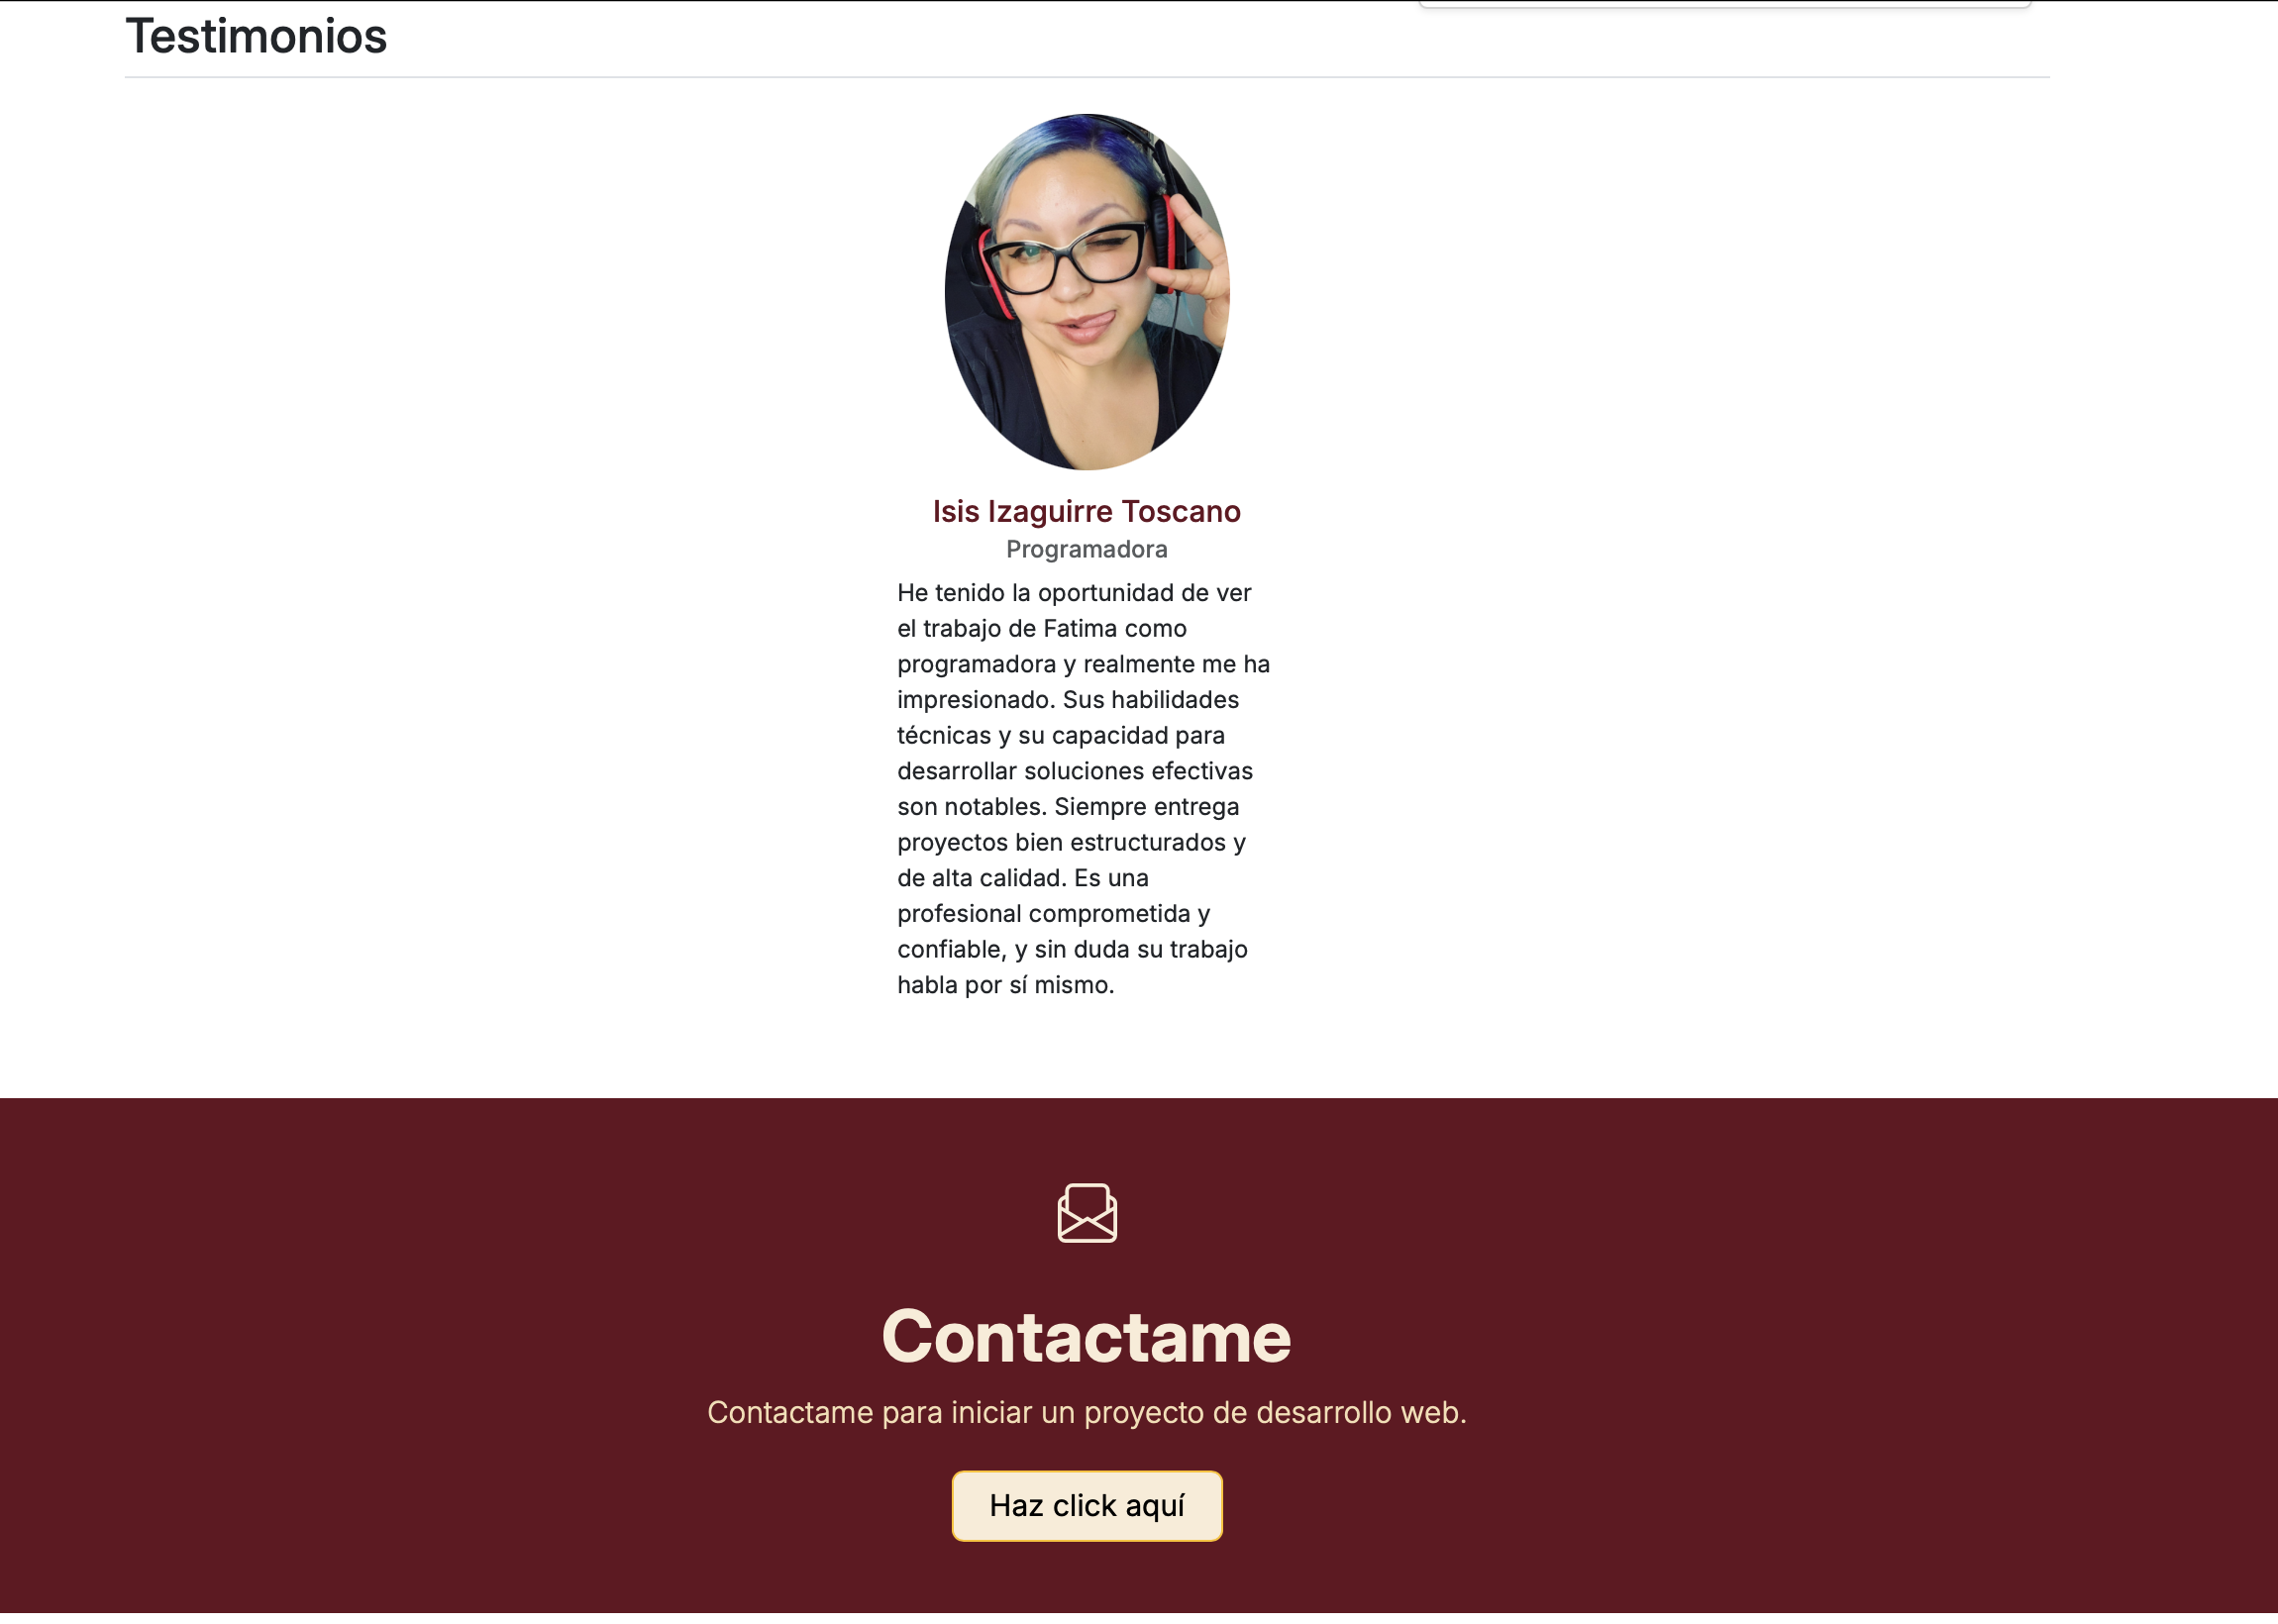 Testimonios
Isis Izaguirre Toscano
Programadora
He tenido la oportunidad de ver
el trabajo de Fatima como
programadora y realmente me ha
impresionado. Sus habilidades
técnicas y su capacidad para
desarrollar soluciones efectivas
son notables. Siempre entrega
proyectos bien estructurados y
de alta calidad. Es una
profesional comprometida y
confiable, y sin duda su trabajo
habla por sí mismo.
Contactame
Contactame para iniciar un proyecto de desarrollo web.
Haz click aquí